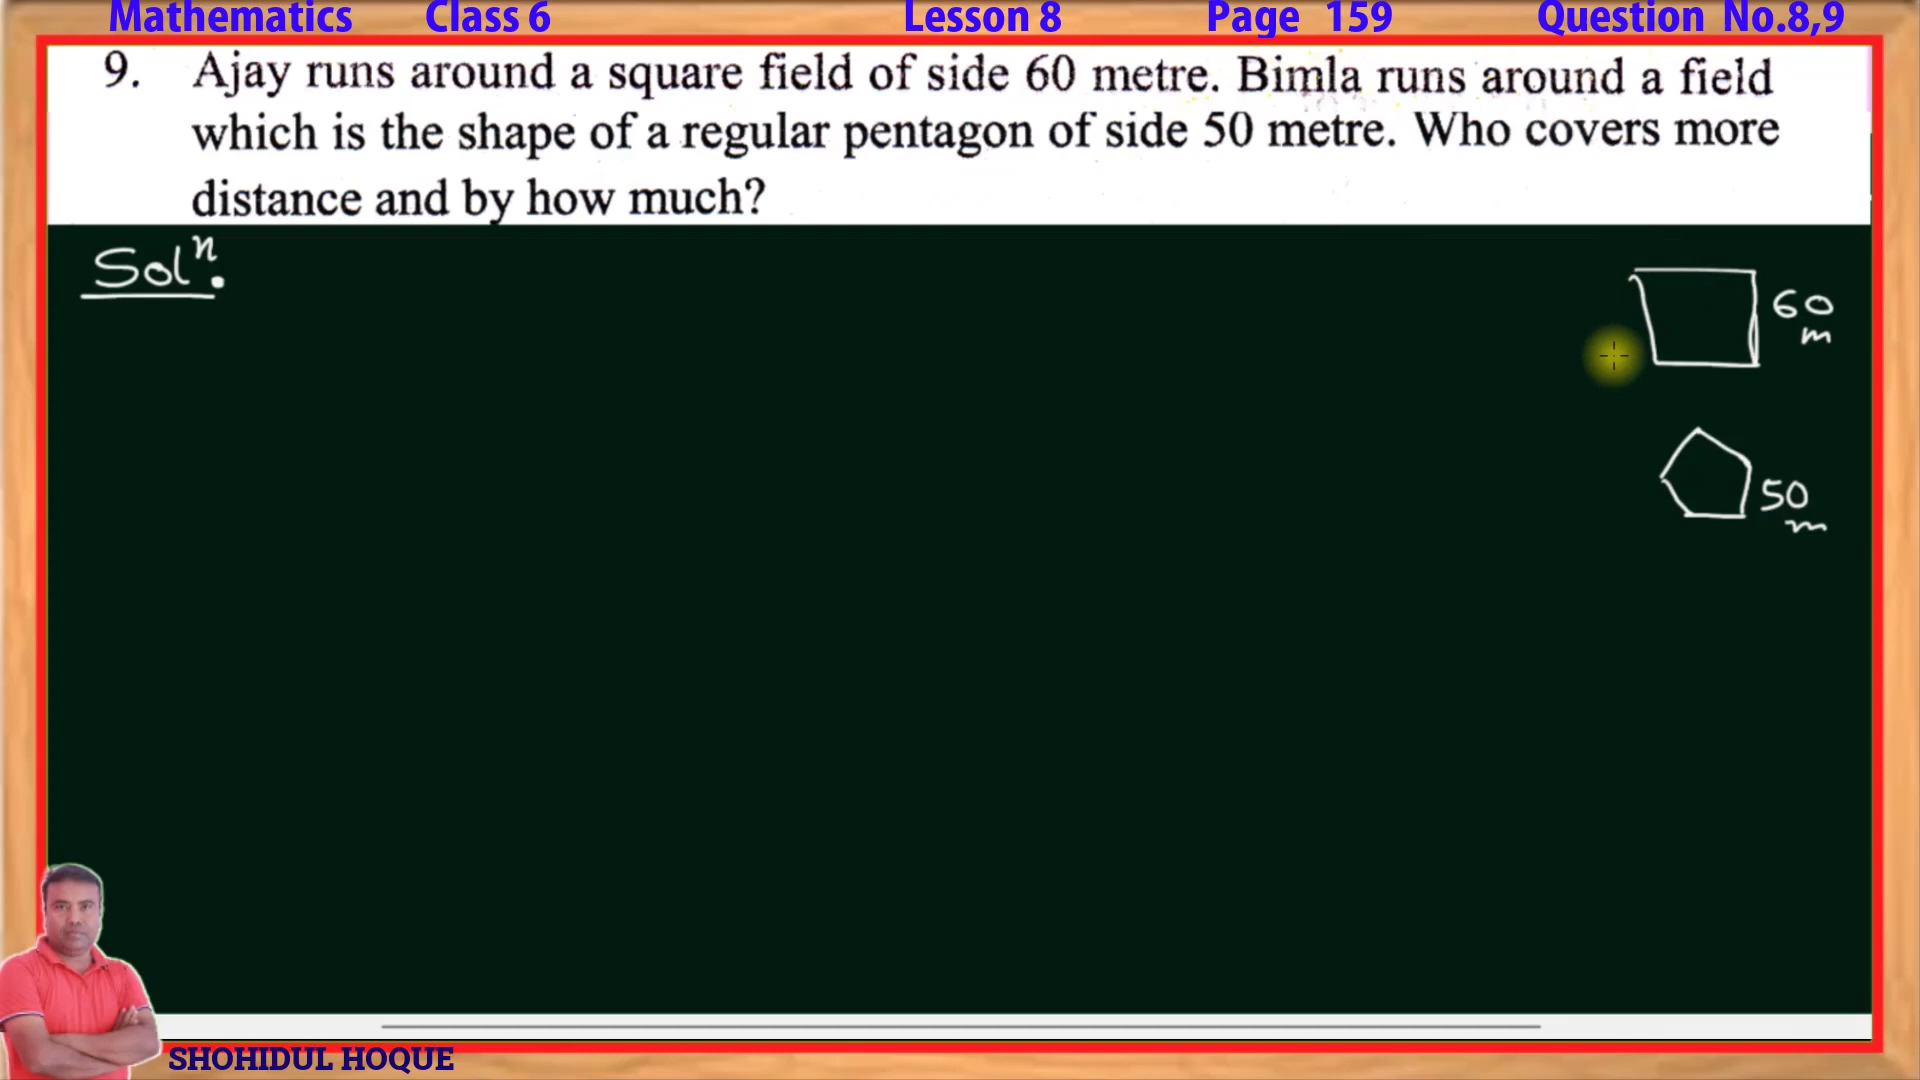 Mathematics Class 6 Lesson 8 Page 159 Question No.8,9
9. Ajay runs around a square field of side 60 metre. Bimla runs around a field
which is the shape of a regular pentagon of side 50 metre. Who covers more
distance and by how much?
Solⁿ.
60
m
50
m
SHOHIDUL HOQUE